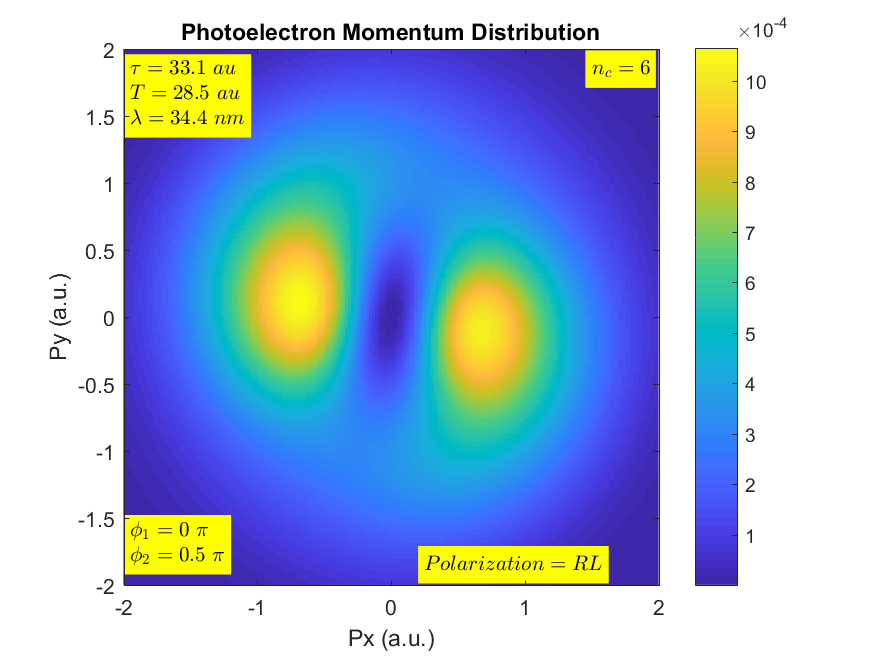 Photoelectron Momentum Distribution
×10⁻⁴
τ = 33.1 au
T = 28.5 au
λ = 34.4 nm
n_c = 6
ϕ₁ = 0 π
ϕ₂ = 0.5 π
Polarization = RL
Py (a.u.)
2
1.5
1
0.5
0
-0.5
-1
-1.5
-2
-2
-1
0
1
2
Px (a.u.)
10
9
8
7
6
5
4
3
2
1